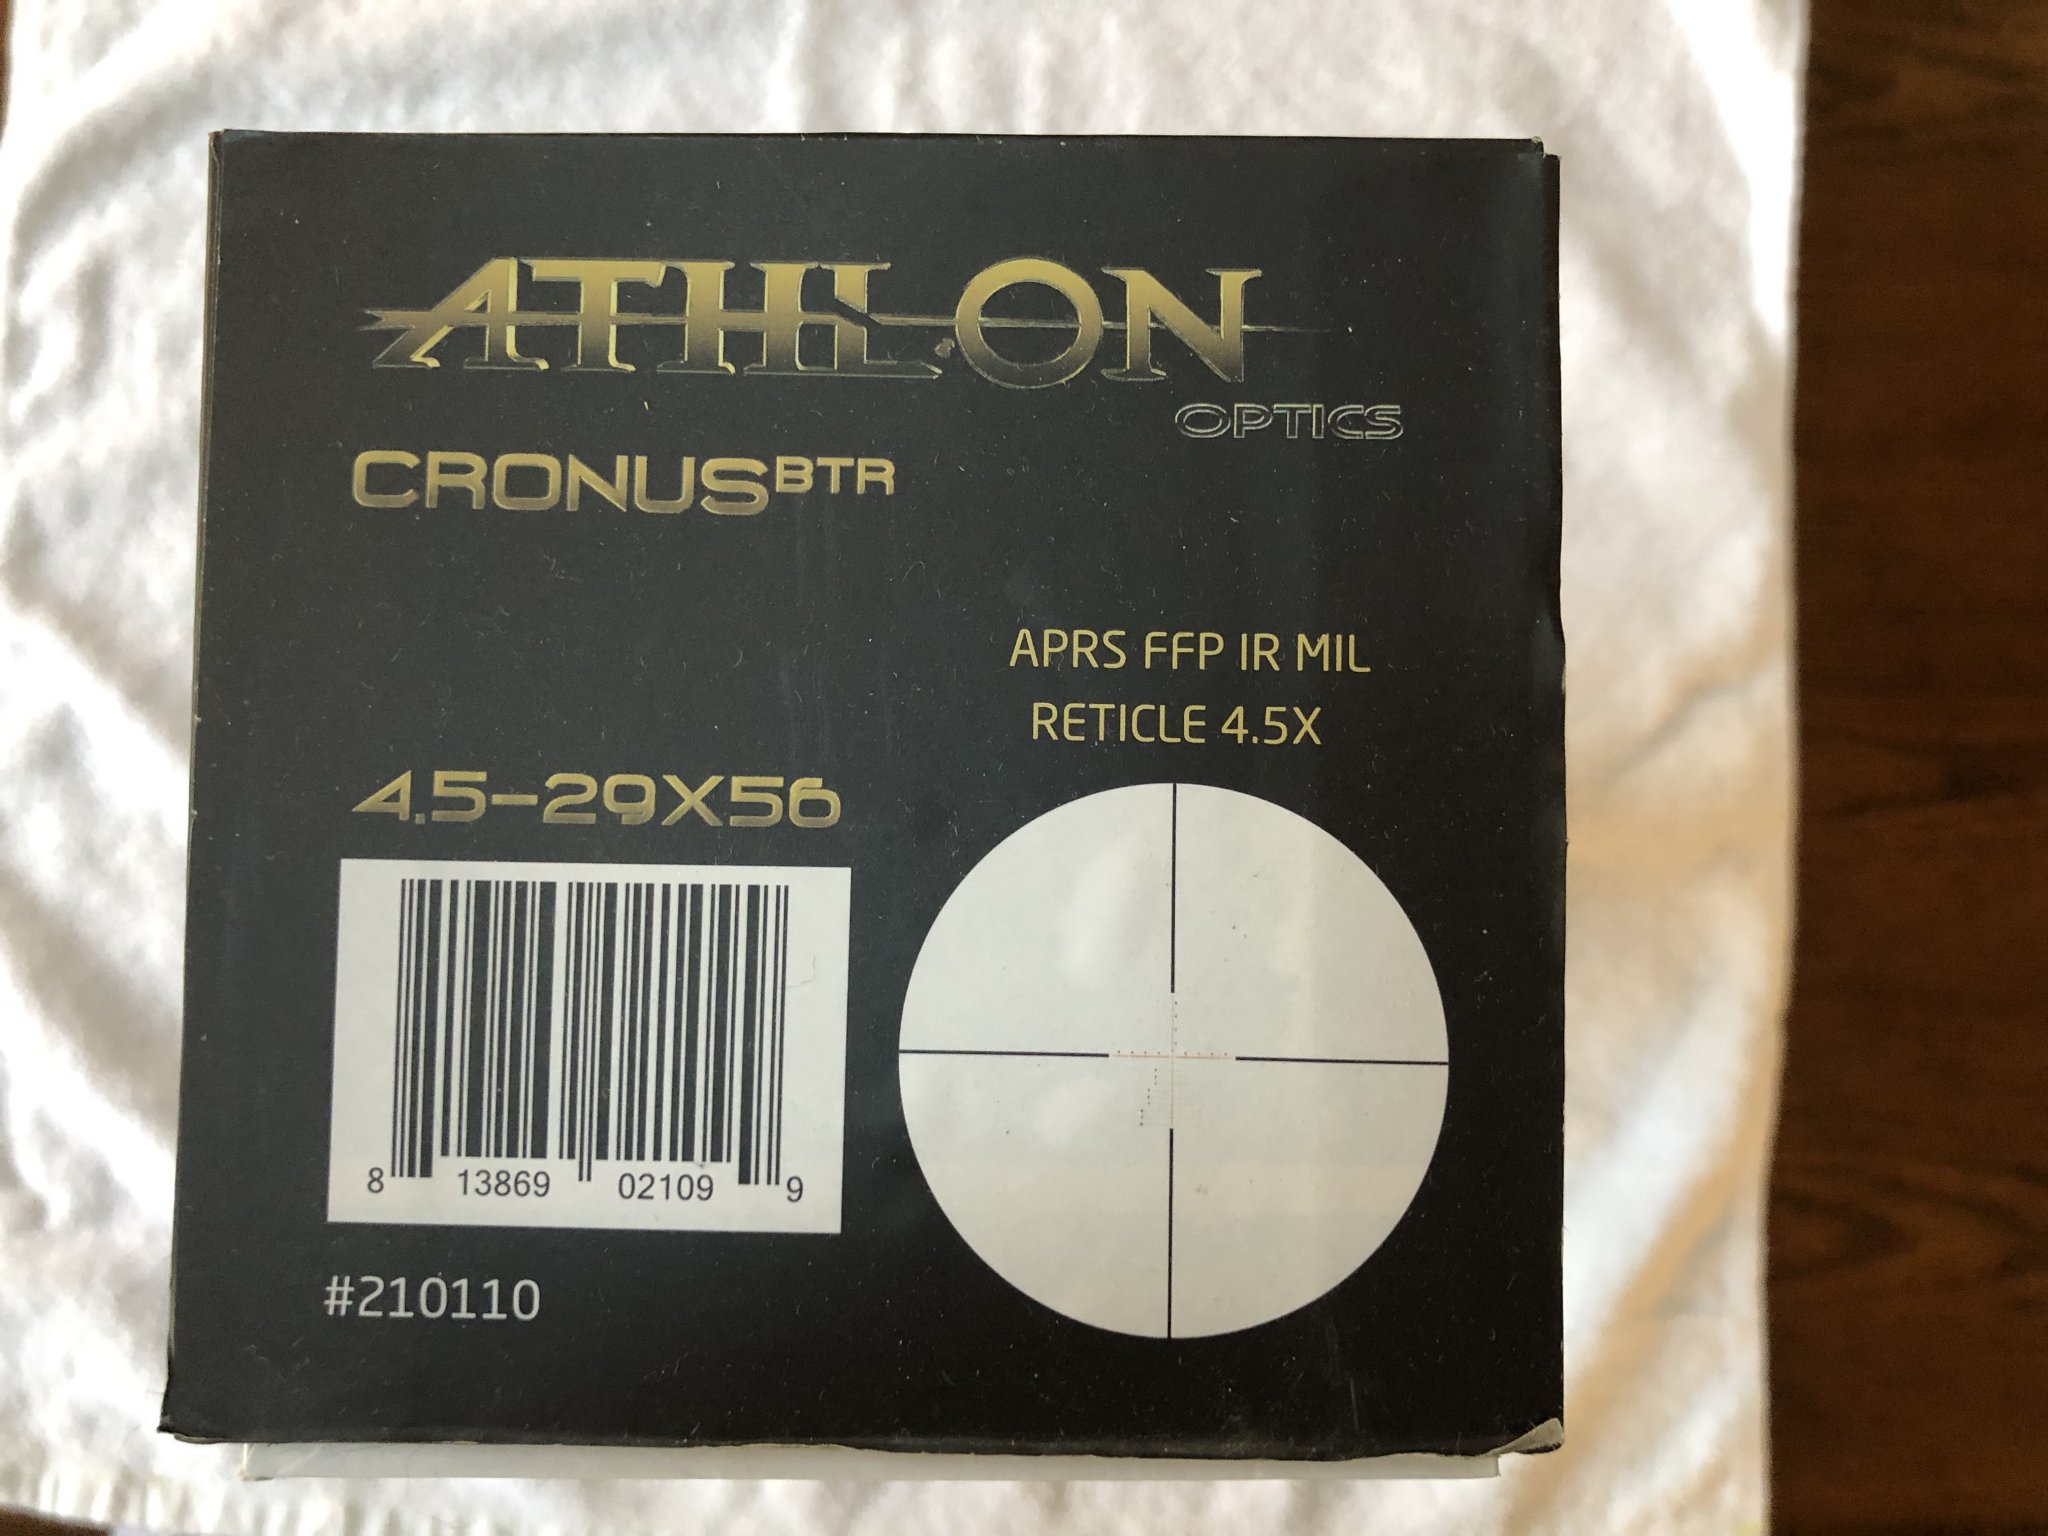 ATHLON
OPTICS
CRONUS BTR
APRS FFP IR MIL
RETICLE 4.5X
4.5-29X56
8 13869 02109 9
#210110